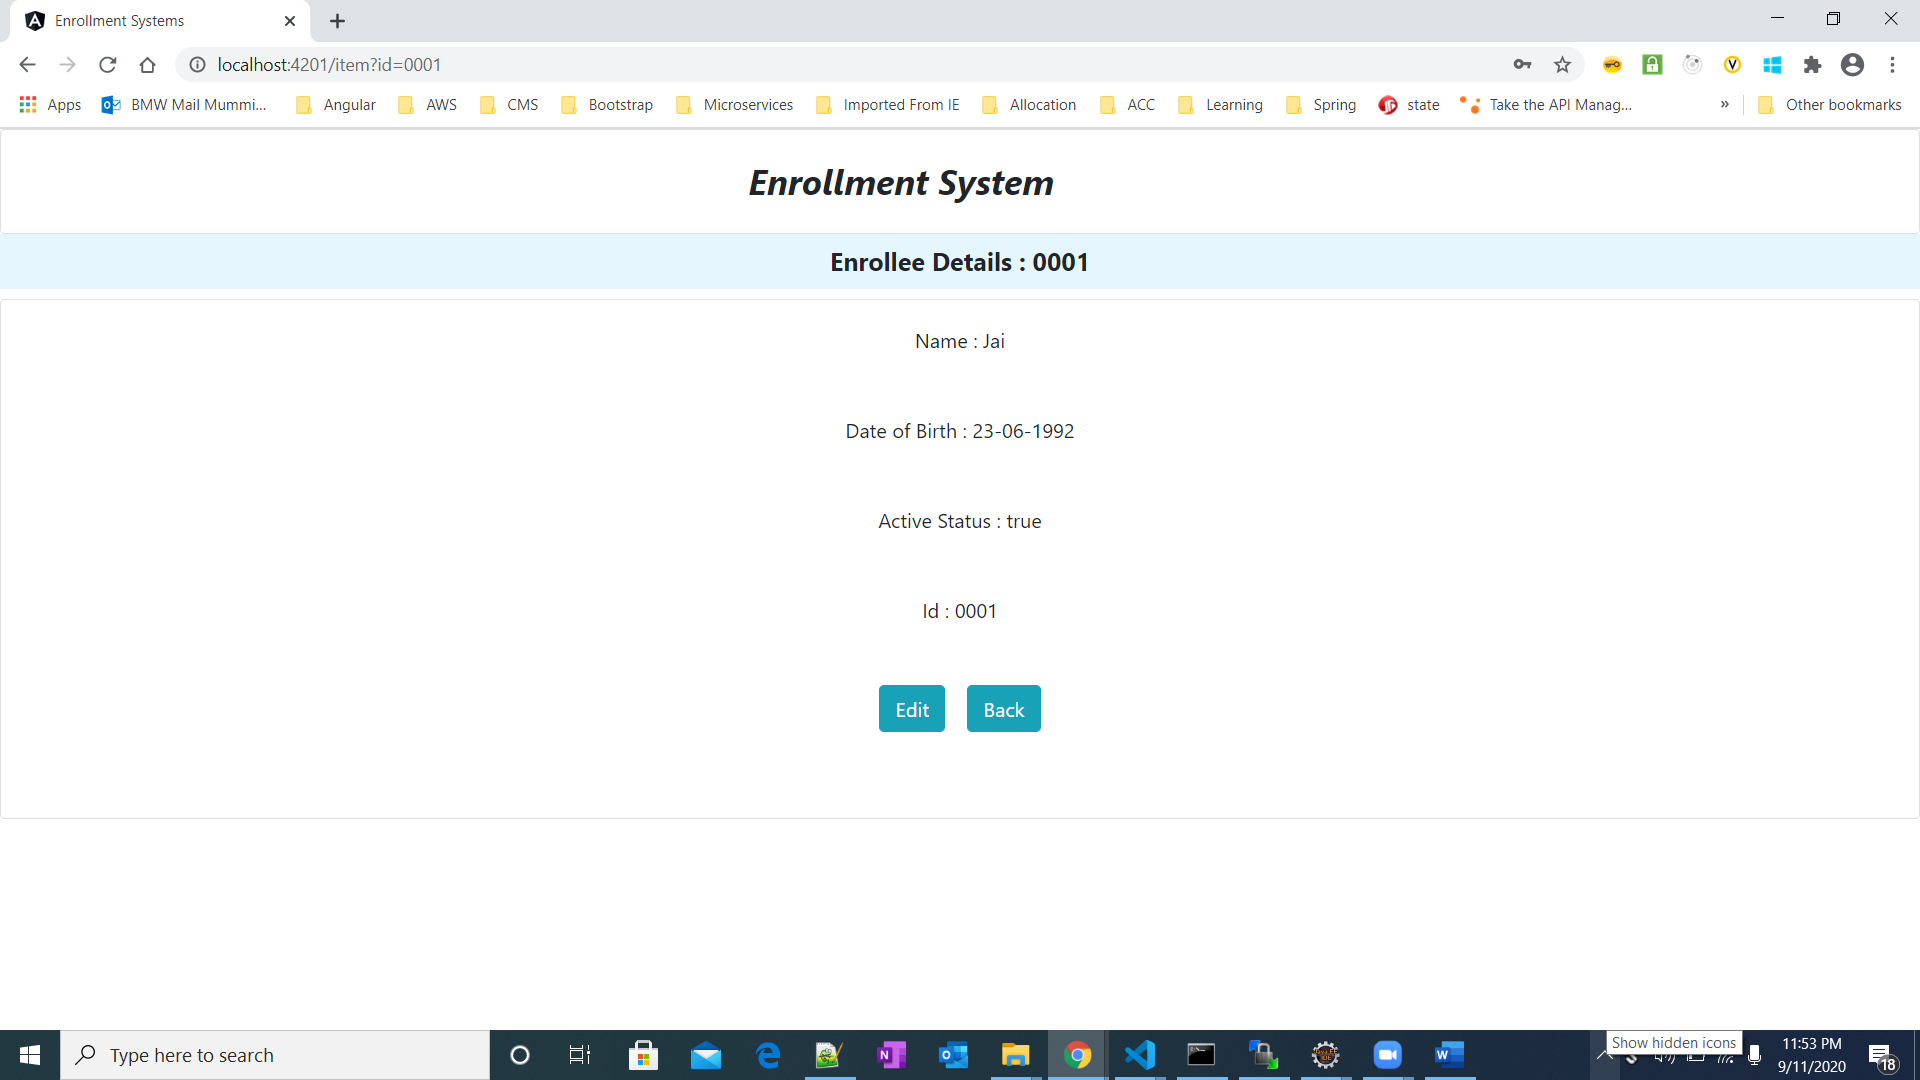 Enrollment Systems
localhost:4201/item?id=0001
Apps BMW Mail Mummi... Angular AWS CMS Bootstrap Microservices Imported From IE Allocation ACC Learning Spring state Take the API Manag... » Other bookmarks
Enrollment System
Enrollee Details : 0001
Name : Jai
Date of Birth : 23-06-1992
Active Status : true
Id : 0001
Edit Back
Show hidden icons
Type here to search
11:53 PM
9/11/2020
18